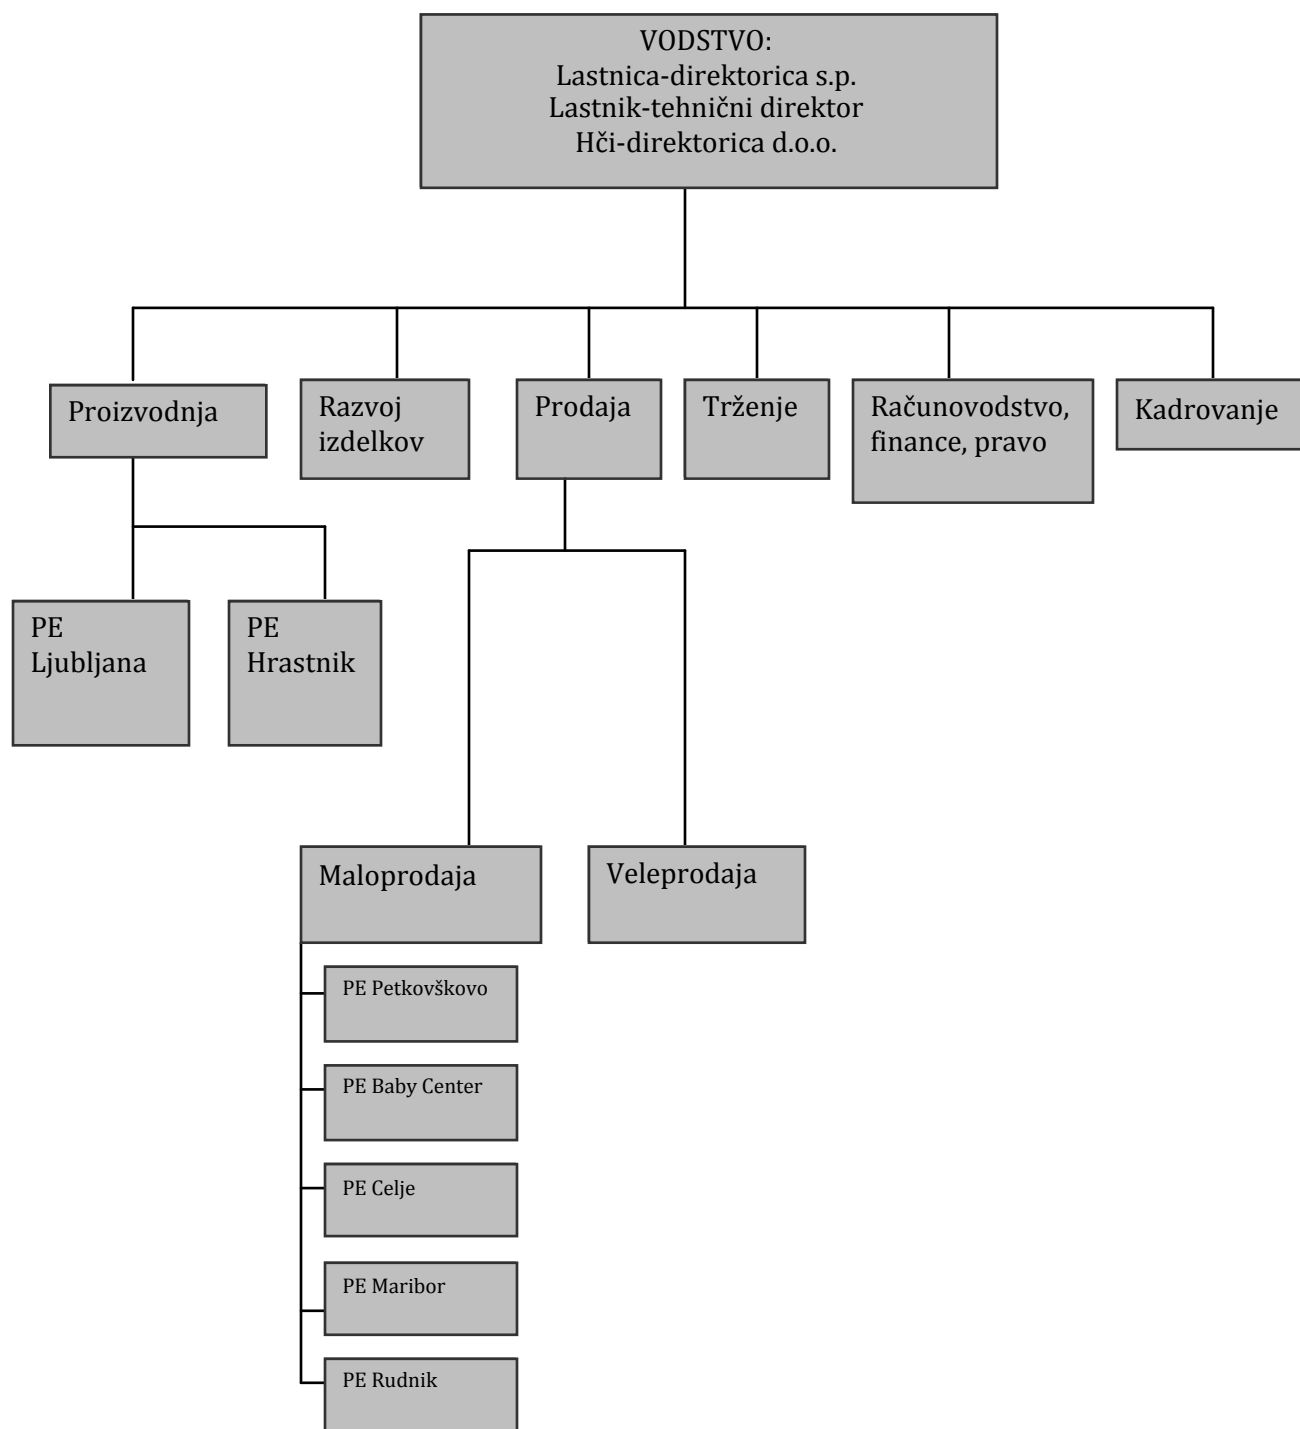 VODSTVO:
Lastnica-direktorica s.p.
Lastnik-tehnični direktor
Hči-direktorica d.o.o.
Proizvodnja
Razvoj
izdelkov
Prodaja
Trženje
Računovodstvo,
finance, pravo
Kadrovanje
PE
Ljubljana
PE
Hrastnik
Maloprodaja
Veleprodaja
PE Petkovškovo
PE Baby Center
PE Celje
PE Maribor
PE Rudnik